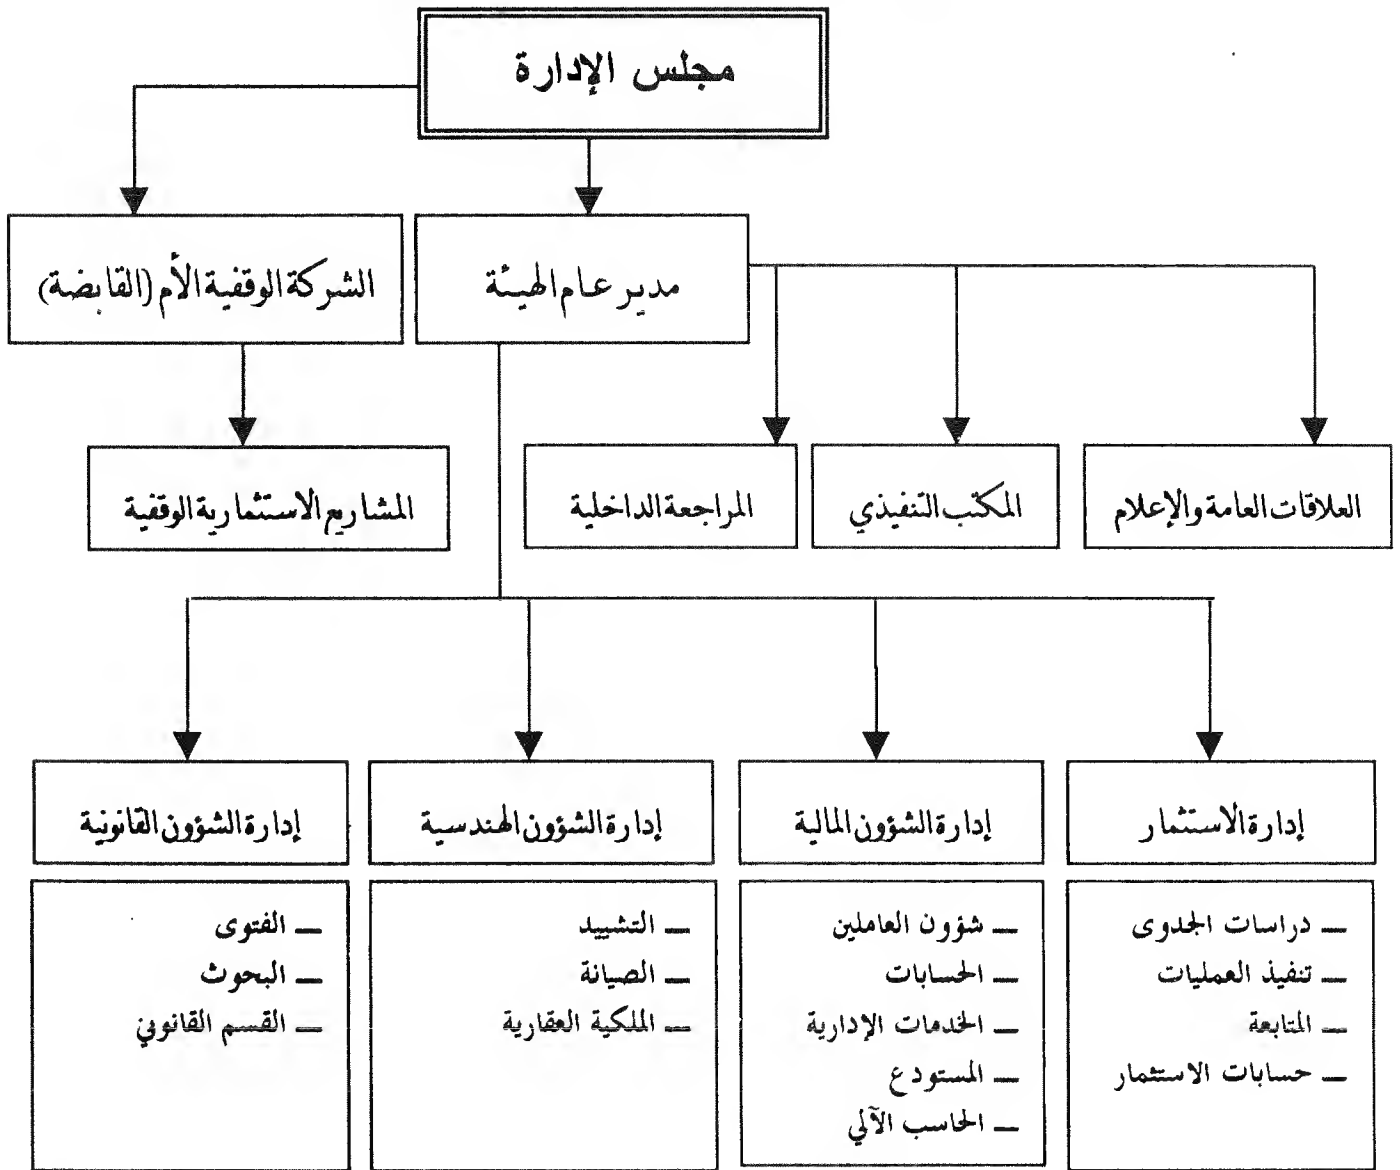 مجلس الإدارة
مدير عام الهيئة
الشركة الوقفية الأم (القابضة)
العلاقات العامة والإعلام
المكتب التنفيذي
المراجعة الداخلية
المشاريع الاستثمارية الوقفية
إدارة الاستثمار
– دراسات الجدوى
– تنفيذ العمليات
– المتابعة
– حسابات الاستثمار
إدارة الشؤون المالية
– شؤون العاملين
– الحسابات
– الخدمات الإدارية
– المستودع
– الحاسب الآلي
إدارة الشؤون الهندسية
– التشييد
– الصيانة
– الملكية العقارية
إدارة الشؤون القانونية
– الفتوى
– البحوث
– القسم القانوني